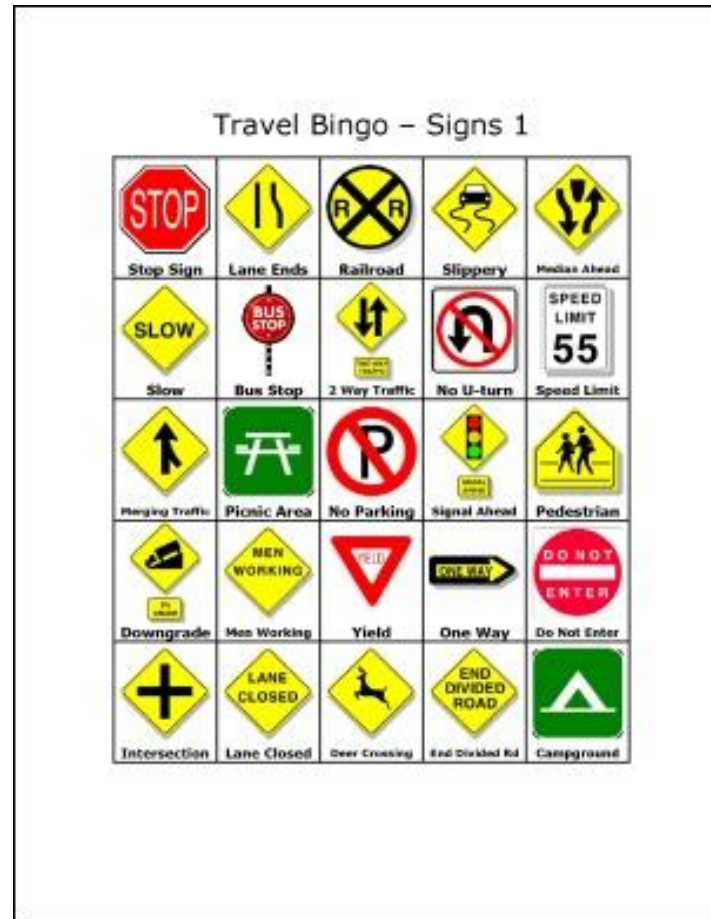 Travel Bingo – Signs 1
STOP
Stop Sign
Lane Ends
R R
Railroad
Slippery
Median Ahead
SLOW
Slow
BUS
STOP
Bus Stop
2 Way Traffic
No U-turn
SPEED
LIMIT
55
Speed Limit
Merging Traffic
Picnic Area
P
No Parking
Signal Ahead
Pedestrian
Downgrade
MEN
WORKING
Men Working
YIELD
Yield
ONE WAY
One Way
DO NOT
ENTER
Do Not Enter
Intersection
LANE
CLOSED
Lane Closed
Deer Crossing
END
DIVIDED
ROAD
End Divided Rd
Campground